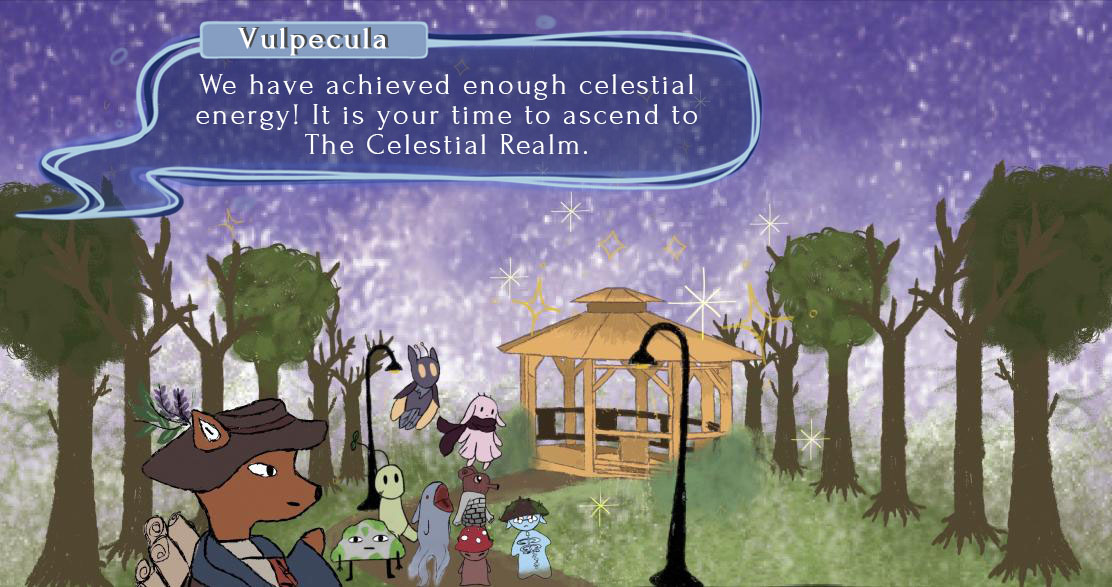 Vulpecula
We have achieved enough celestial
energy! It is your time to ascend to
The Celestial Realm.